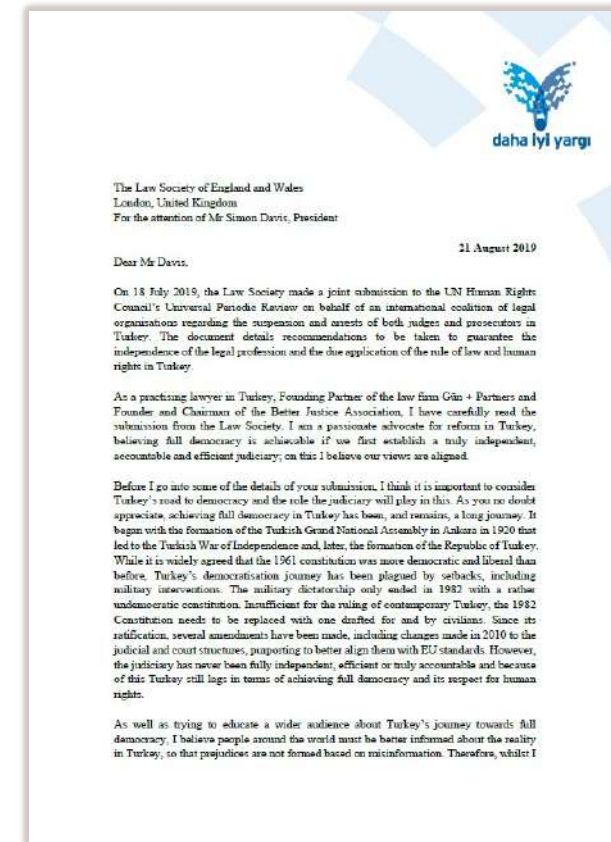 daha iyi yargı
The Law Society of England and Wales
London, United Kingdom
For the attention of Mr Simon Davis, President
21 August 2019
Dear Mr Davis,
On 18 July 2019, the Law Society made a joint submission to the UN Human Rights
Council's Universal Periodic Review on behalf of an international coalition of legal
organisations regarding the suspension and arrests of both judges and prosecutors in
Turkey. The document details recommendations to be taken to guarantee the
independence of the legal profession and the due application of the rule of law and human
rights in Turkey.
As a practising lawyer in Turkey, Founding Partner of the law firm Gün + Partners and
Founder and Chairman of the Better Justice Association, I have carefully read the
submission from the Law Society. I am a passionate advocate for reform in Turkey,
believing full democracy is achievable if we first establish a truly independent,
accountable and efficient judiciary; on this I believe our views are aligned.
Before I go into some of the details of your submission, I think it is important to consider
Turkey's road to democracy and the role the judiciary will play in this. As you no doubt
appreciate, achieving full democracy in Turkey has been, and remains, a long journey. It
began with the formation of the Turkish Grand National Assembly in Ankara in 1920 that
led to the Turkish War of Independence and, later, the formation of the Republic of Turkey.
While it is widely agreed that the 1961 constitution was more democratic and liberal than
before, Turkey's democratisation journey has been plagued by setbacks, including
military interventions. The military dictatorship only ended in 1982 with a rather
undemocratic constitution. Insufficient for the ruling of contemporary Turkey, the 1982
Constitution needs to be replaced with one drafted for and by civilians. Since its
ratification, several amendments have been made, including changes made in 2010 to the
judicial and court structures, purporting to better align them with EU standards. However,
the judiciary has never been fully independent, efficient or truly accountable and because
of this Turkey still lags in terms of achieving full democracy and its respect for human
rights.
As well as trying to educate a wider audience about Turkey's journey towards full
democracy, I believe people around the world must be better informed about the reality
in Turkey, so that prejudices are not formed based on misinformation. Therefore, whilst I